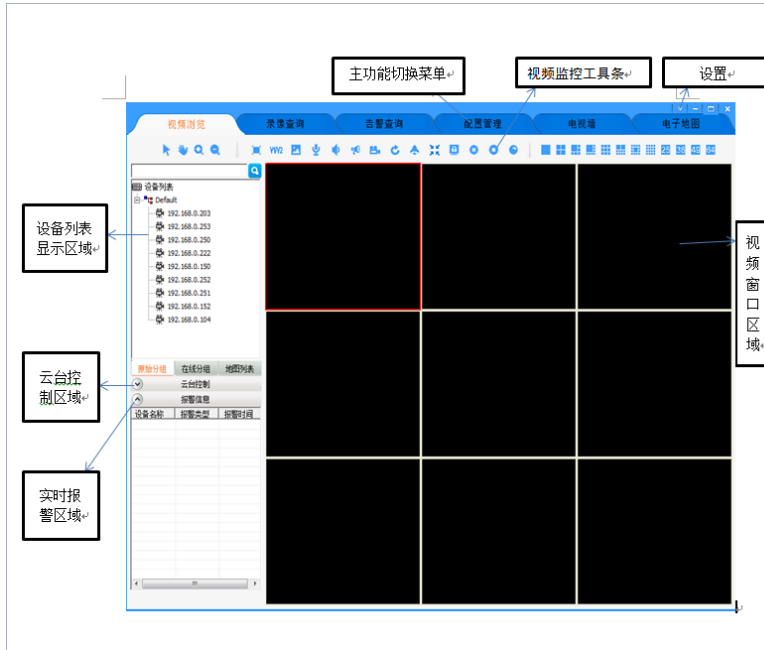 主功能切换菜单
视频监控工具条
设置
视频浏览
录像查询
告警查询
配置管理
电视墙
电子地图
YPN2
25
36
49
64
设备列表
Default
192.168.0.203
192.168.0.253
192.168.0.250
192.168.0.222
192.168.0.150
192.168.0.252
192.168.0.251
192.168.0.152
192.168.0.104
设备列表
显示区域
视
频
窗
口
区
域
原始分组
在线分组
地图列表
云台控制
报警信息
设备名称
报警类型
报警时间
云台控
制区域
实时报
警区域